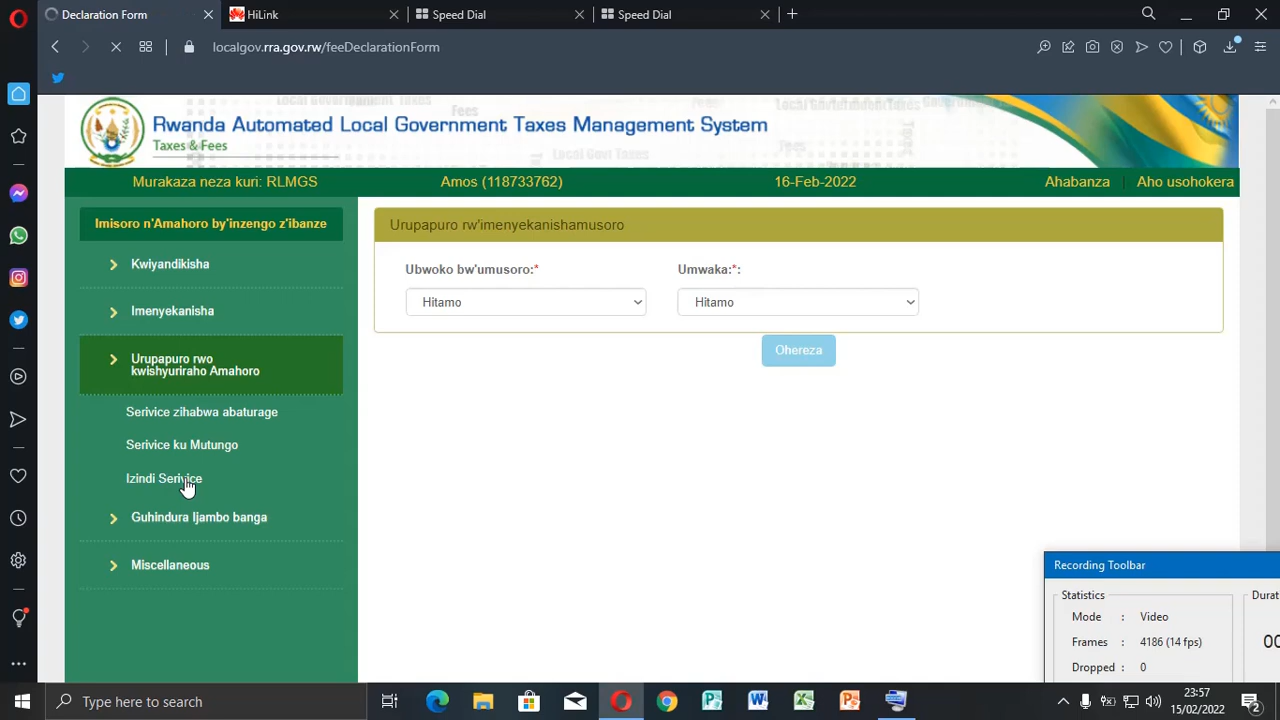 Declaration Form
HiLink
Speed Dial
Speed Dial
localgov.rra.gov.rw/feeDeclarationForm
Rwanda Automated Local Government Taxes Management System
Taxes & Fees
Murakaza neza kuri: RLMGS
Amos (118733762)
16-Feb-2022
Ahabanza
Aho usohokera
Imisoro n'Amahoro by'inzengo z'ibanze
Kwiyandikisha
Imenyekanisha
Urupapuro rwo
kwishyuriraho Amahoro
Serivice zihabwa abaturage
Serivice ku Mutungo
Izindi Serivice
Guhindura Ijambo banga
Miscellaneous
Urupapuro rw'imenyekanishamusoro
Ubwoko bw'umusoro:*
Umwaka:*:
Hitamo
Hitamo
Ohereza
Recording Toolbar
Statistics
Mode : Video
Frames : 4186 (14 fps)
Dropped : 0
Type here to search
23:57
15/02/2022
2